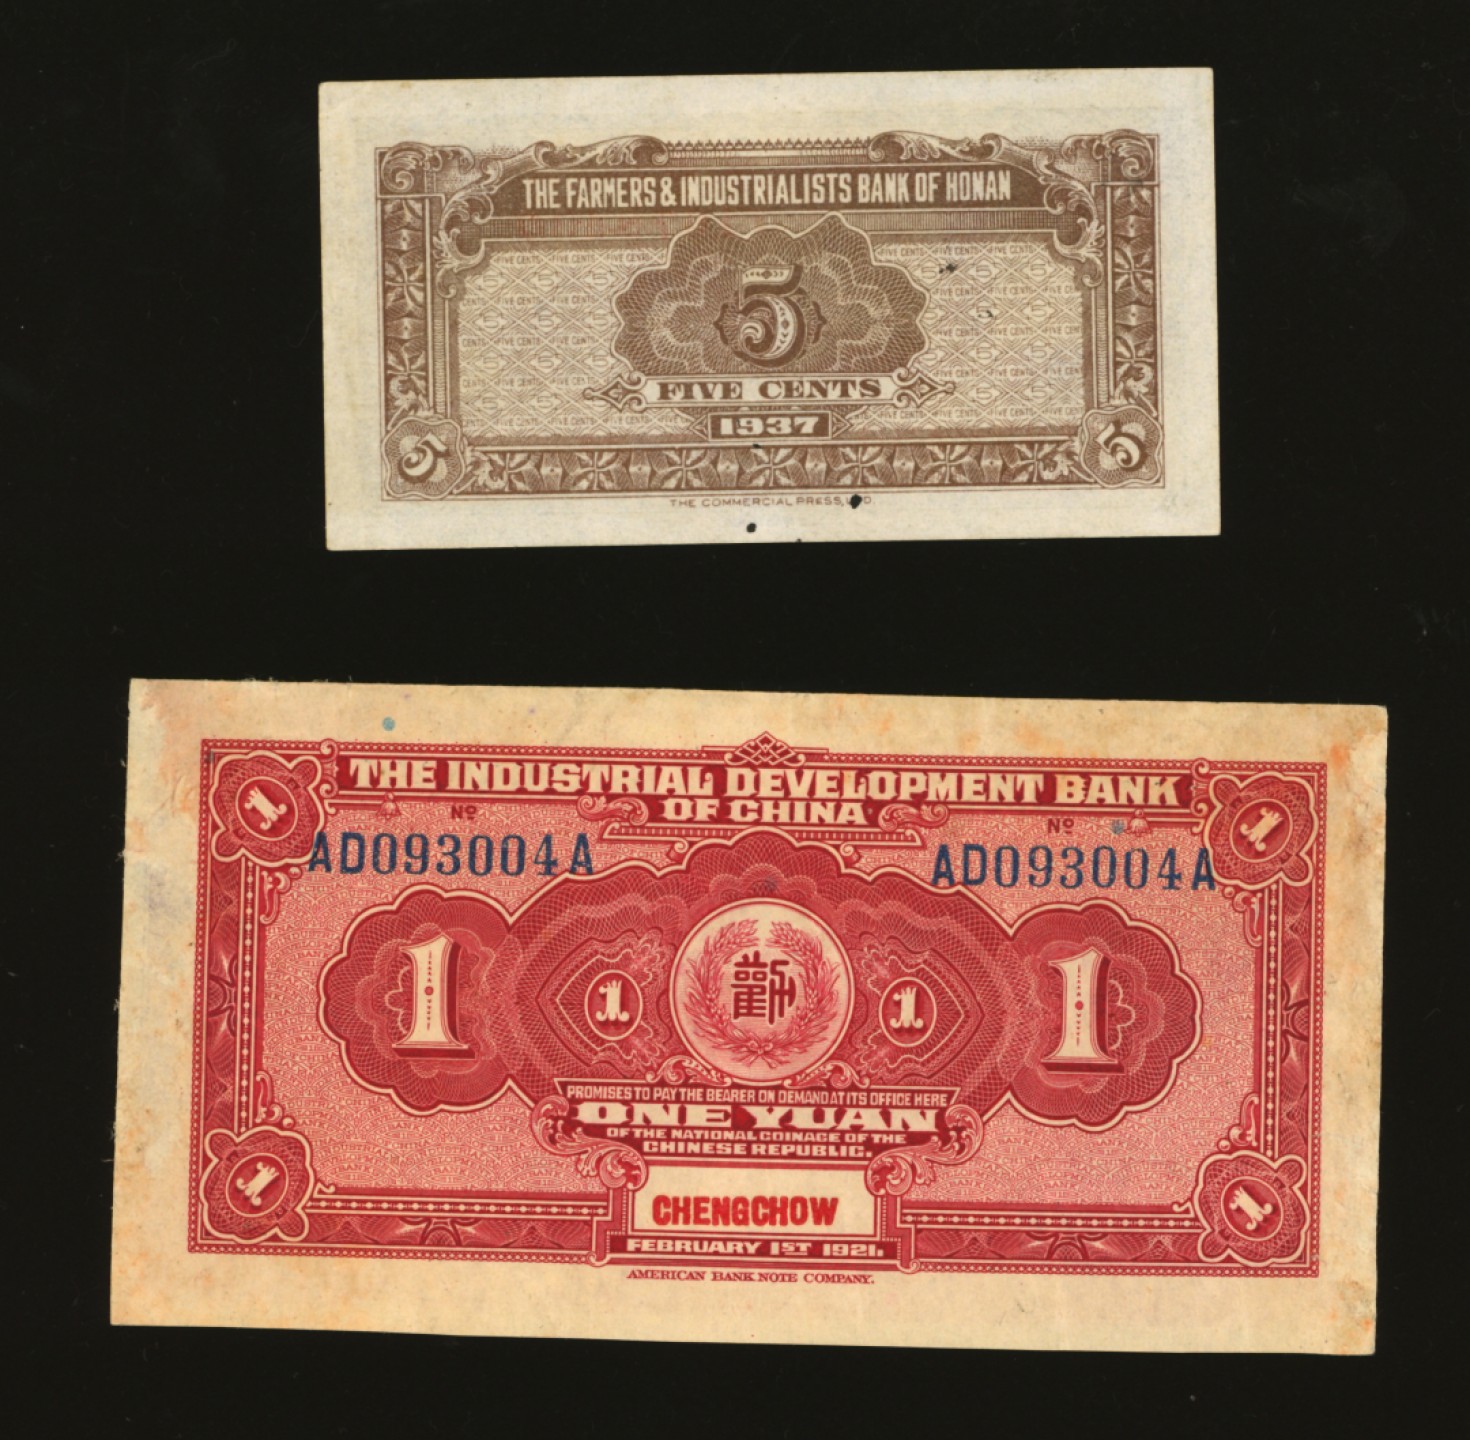 THE FARMERS & INDUSTRIALISTS BANK OF HONAN
5
FIVE CENTS
1937
5 5
THE COMMERCIAL PRESS, LTD.
THE INDUSTRIAL DEVELOPMENT BANK
OF CHINA
1 1
Nº Nº
AD093004A AD093004A
1 1 1 1
PROMISES TO PAY THE BEARER ON DEMAND AT ITS OFFICE HERE
ONE YUAN
OF THE NATIONAL COINAGE OF THE
CHINESE REPUBLIC.
1 1
CHENGCHOW
FEBRUARY 1ST 1921.
AMERICAN BANK NOTE COMPANY.